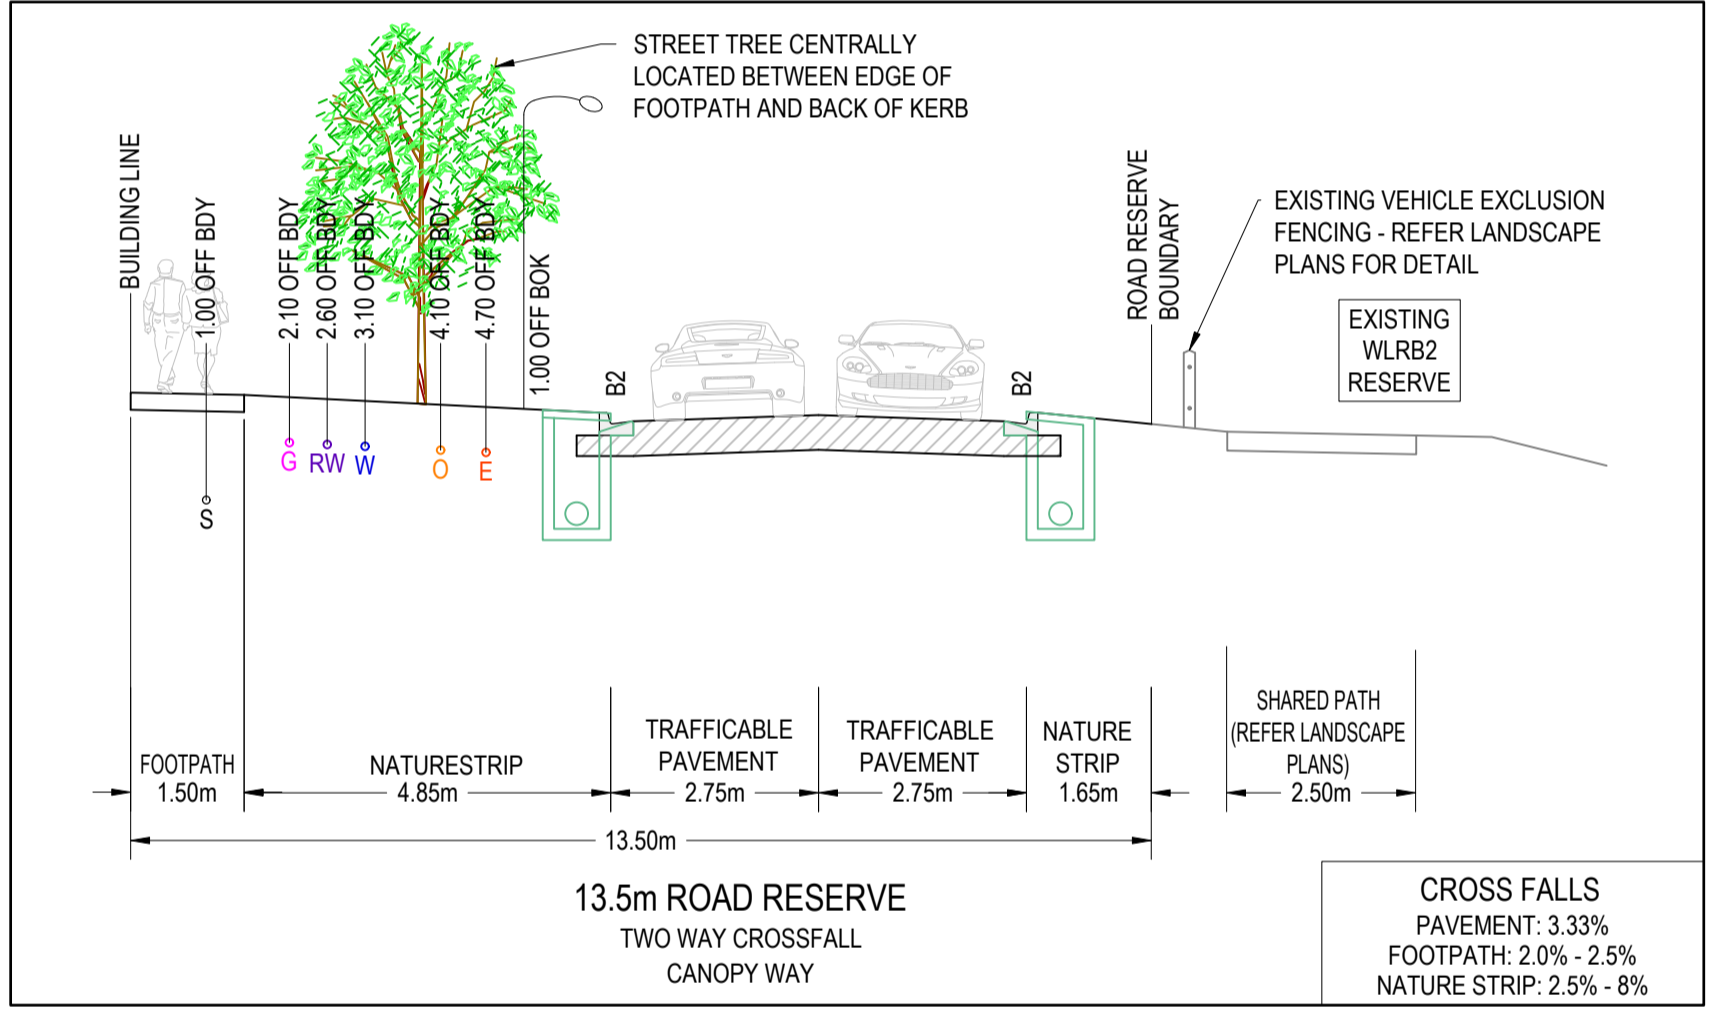 STREET TREE CENTRALLY
LOCATED BETWEEN EDGE OF
FOOTPATH AND BACK OF KERB
BUILDING LINE
1.00 OFF BDY
2.10 OFF BDY
2.60 OFF BDY
3.10 OFF BDY
4.10 OFF BDY
4.70 OFF BDY
1.00 OFF BOK
B2
B2
ROAD RESERVE
BOUNDARY
EXISTING VEHICLE EXCLUSION
FENCING - REFER LANDSCAPE
PLANS FOR DETAIL
EXISTING
WLRB2
RESERVE
G
RW
W
O
E
S
FOOTPATH
1.50m
NATURESTRIP
4.85m
TRAFFICABLE
PAVEMENT
2.75m
TRAFFICABLE
PAVEMENT
2.75m
NATURE
STRIP
1.65m
SHARED PATH
(REFER LANDSCAPE
PLANS)
2.50m
13.50m
13.5m ROAD RESERVE
TWO WAY CROSSFALL
CANOPY WAY
CROSS FALLS
PAVEMENT: 3.33%
FOOTPATH: 2.0% - 2.5%
NATURE STRIP: 2.5% - 8%